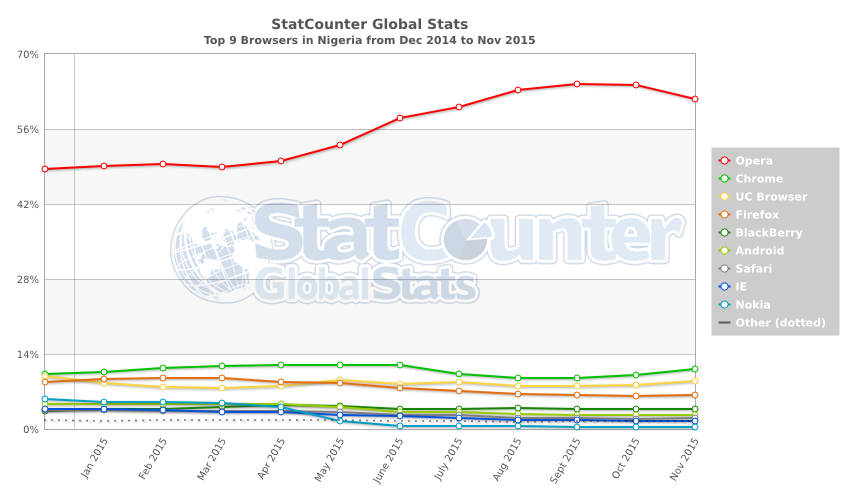 StatCounter Global Stats
Top 9 Browsers in Nigeria from Dec 2014 to Nov 2015
70%
56%
42%
28%
14%
0%
StatCounter
GlobalStats
Jan 2015
Feb 2015
Mar 2015
Apr 2015
May 2015
June 2015
July 2015
Aug 2015
Sept 2015
Oct 2015
Nov 2015
Opera
Chrome
UC Browser
Firefox
BlackBerry
Android
Safari
IE
Nokia
Other (dotted)